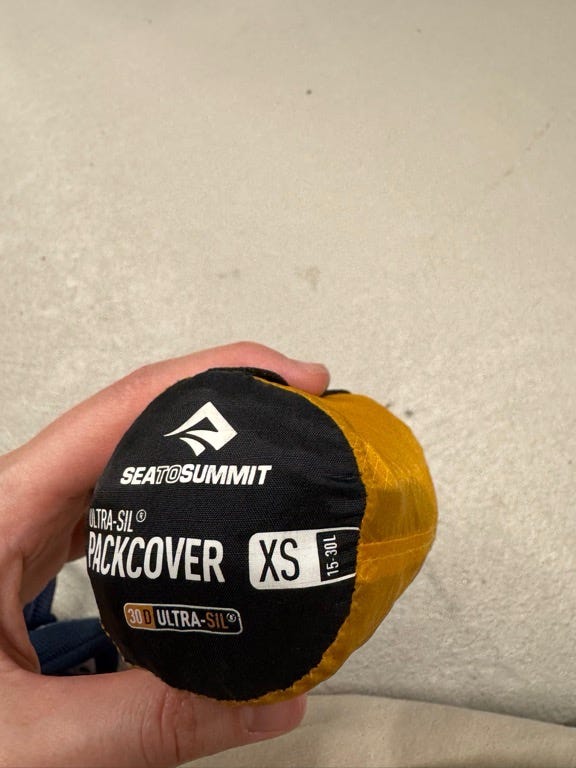 SEATOSUMMIT
ULTRA-SIL®
PACKCOVER
XS 15-30L
30D ULTRA-SIL®